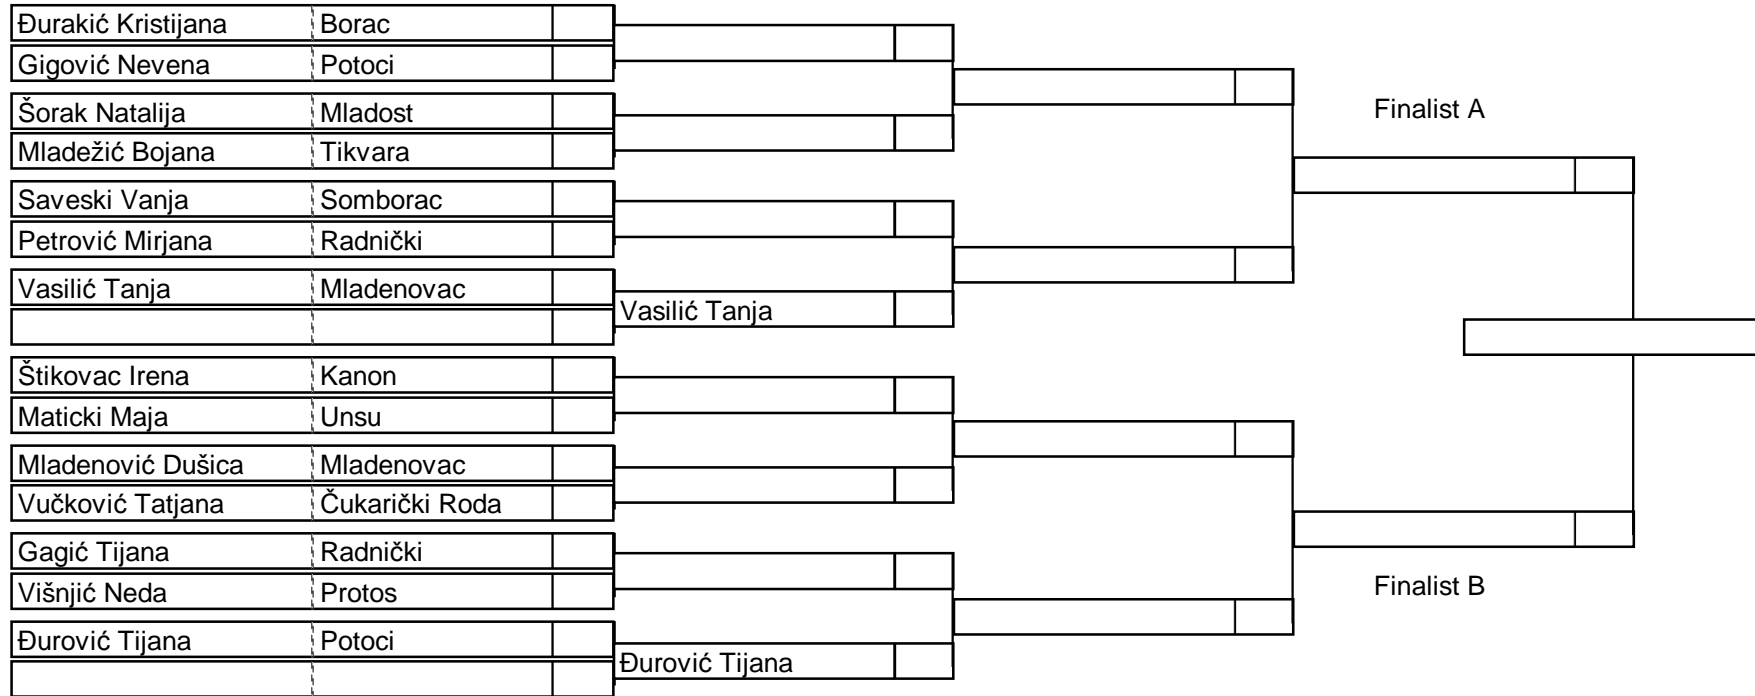 Đurakić Kristijana Borac
Gigović Nevena Potoci
Šorak Natalija Mladost
Finalist A
Mladežić Bojana Tikvara
Saveski Vanja Somborac
Petrović Mirjana Radnički
Vasilić Tanja Mladenovac
Vasilić Tanja
Štikovac Irena Kanon
Maticki Maja Unsu
Mladenović Dušica Mladenovac
Vučković Tatjana Čukarički Roda
Gagić Tijana Radnički
Višnjić Neda Protos
Finalist B
Đurović Tijana Potoci
Đurović Tijana